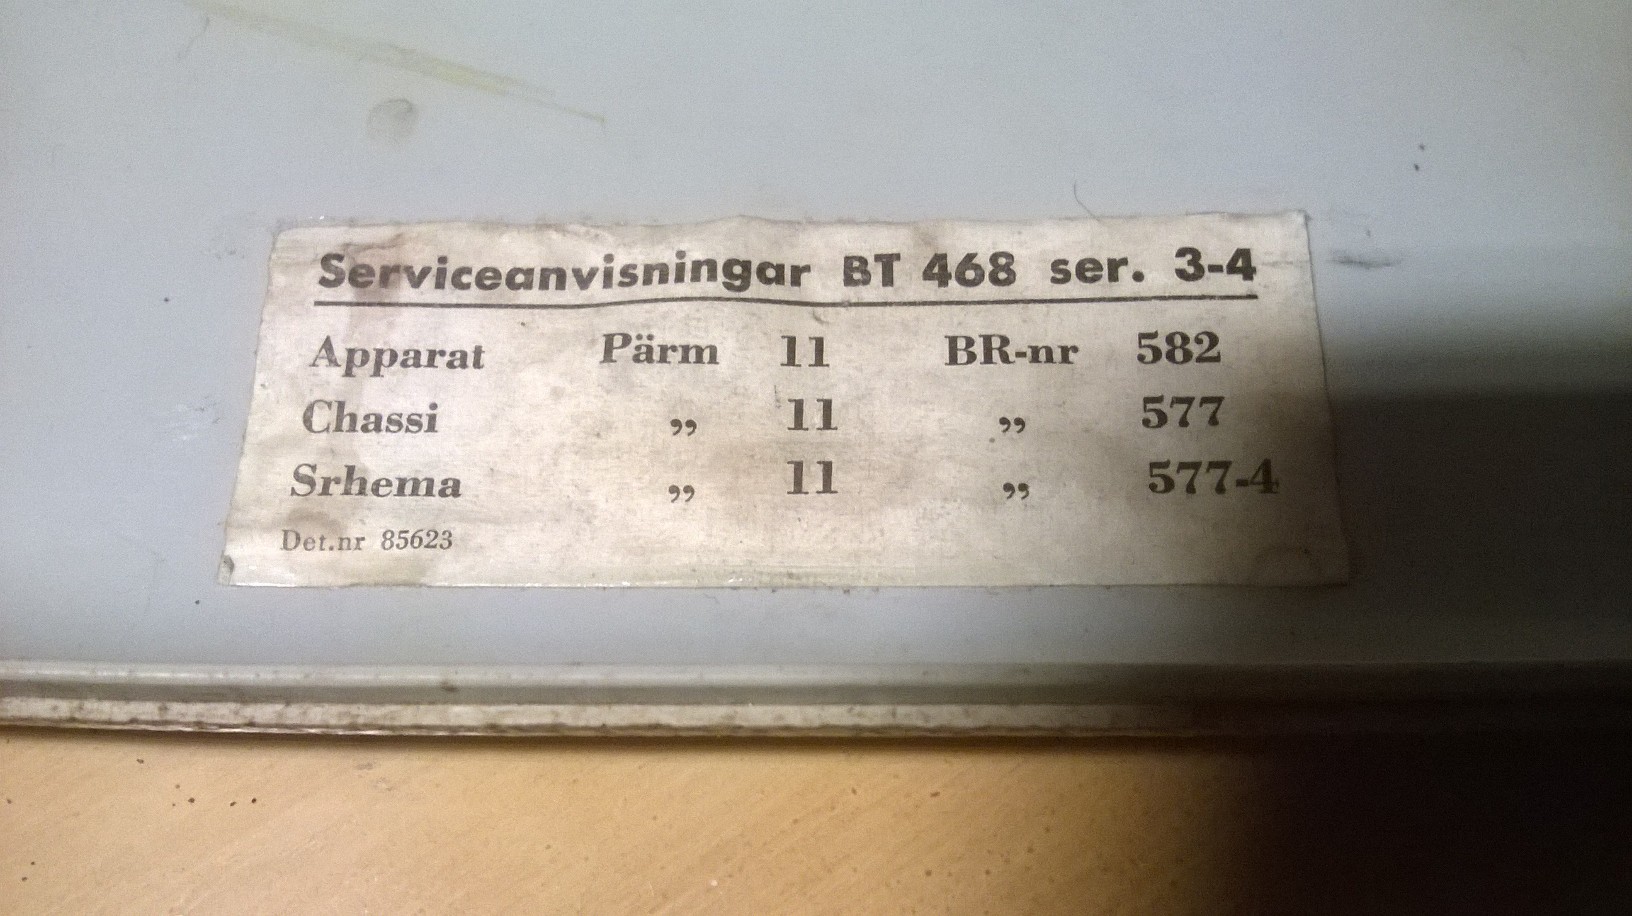 Serviceanvisningar BT 468 ser. 3-4
Apparat Pärm 11 BR-nr 582
Chassi „ 11 „ 577
Srhema „ 11 „ 577-4
Det.nr 85623